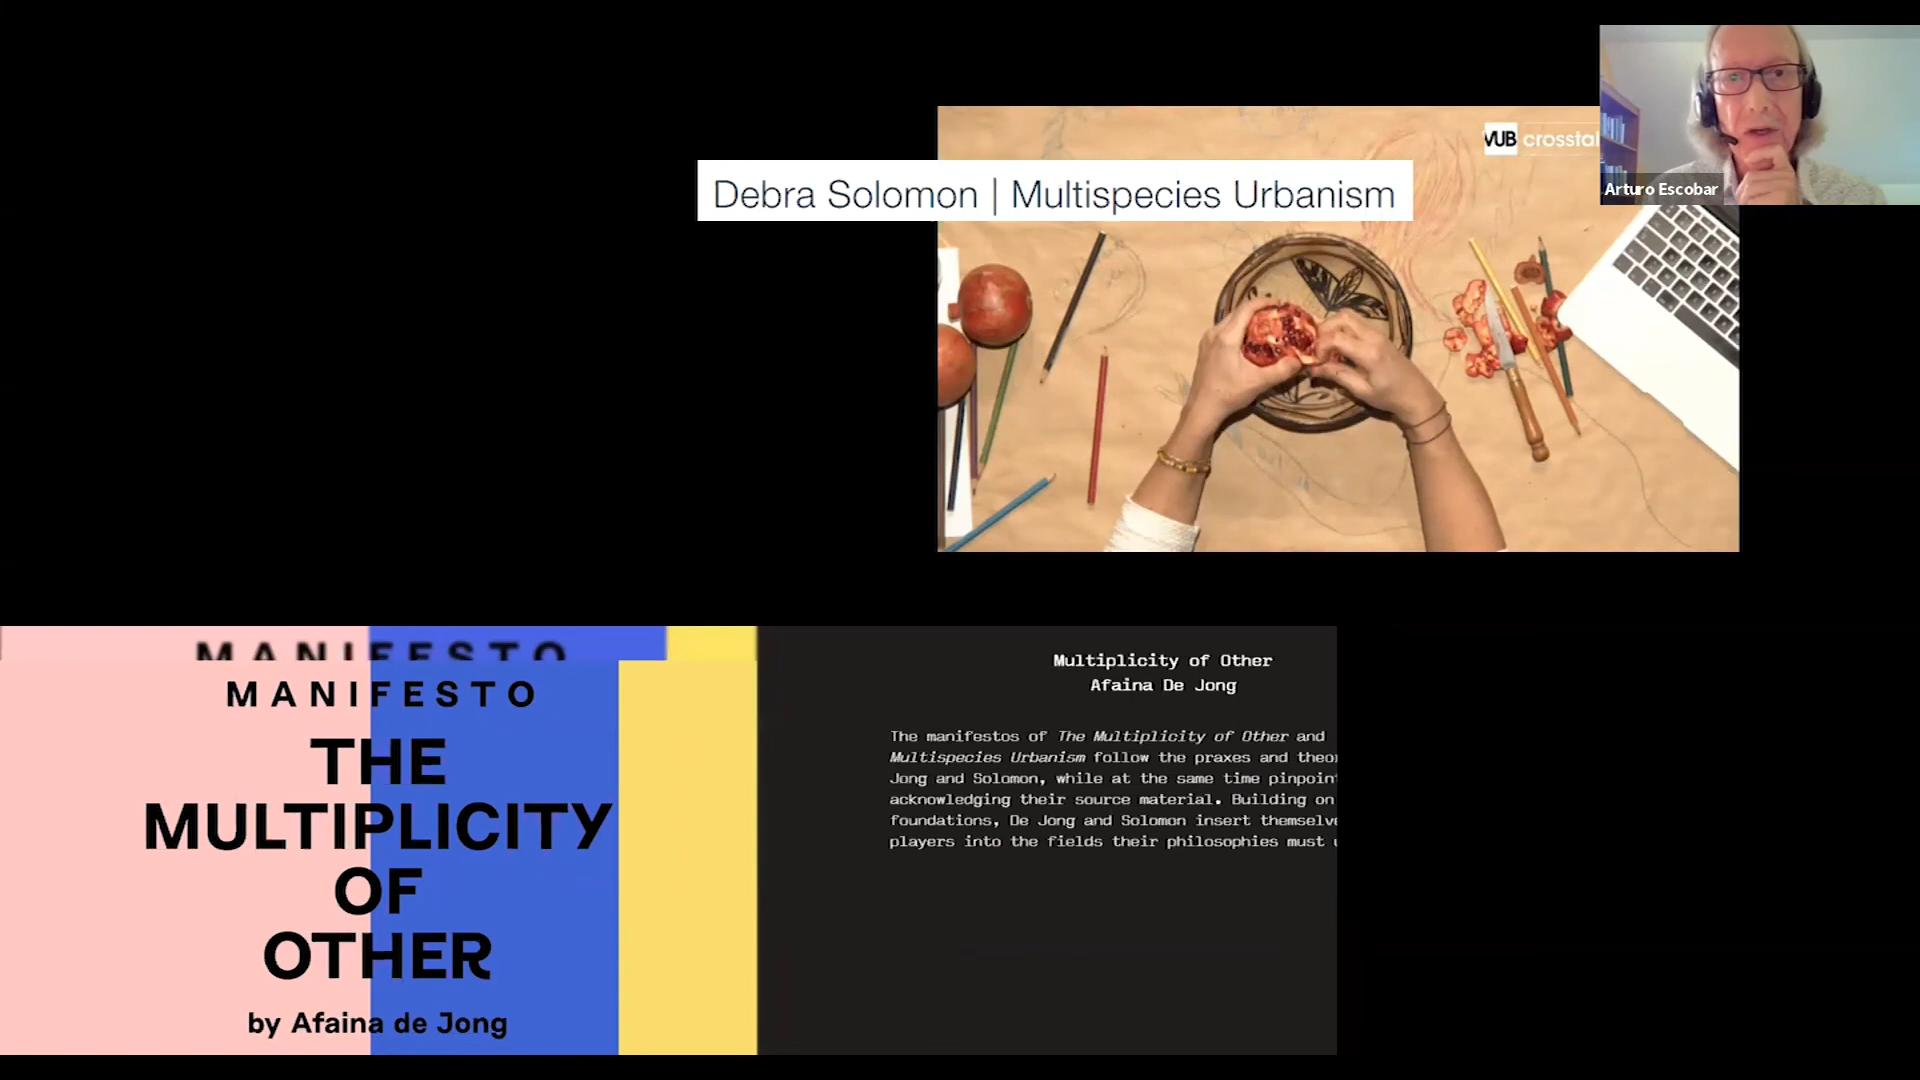 VUB crosstal
Debra Solomon | Multispecies Urbanism
Arturo Escobar
MANIFESTO
MANIFESTO
THE
MULTIPLICITY
OF
OTHER
by Afaina de Jong
Multiplicity of Other
Afaina De Jong
The manifestos of The Multiplicity of Other and
Multispecies Urbanism follow the praxes and
Jong and Solomon, while at the same time
acknowledging their source material. Building on
foundations, De Jong and Solomon insert
players into the fields their philosophies must